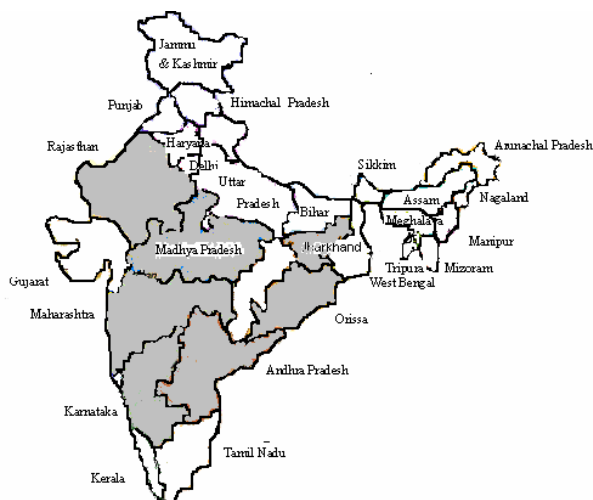 Jammu
& Kashmir
Punjab
Himachal Pradesh
Haryana
Rajasthan
Delhi
Arunachal Pradesh
Sikkim
Uttar
Pradesh
Assam
Nagaland
Bihar
Meghalaya
Madhya Pradesh
Jharkhand
Manipur
Tripura
Mizoram
Gujarat
West Bengal
Maharashtra
Orissa
Andhra Pradesh
Karnataka
Tamil Nadu
Kerala